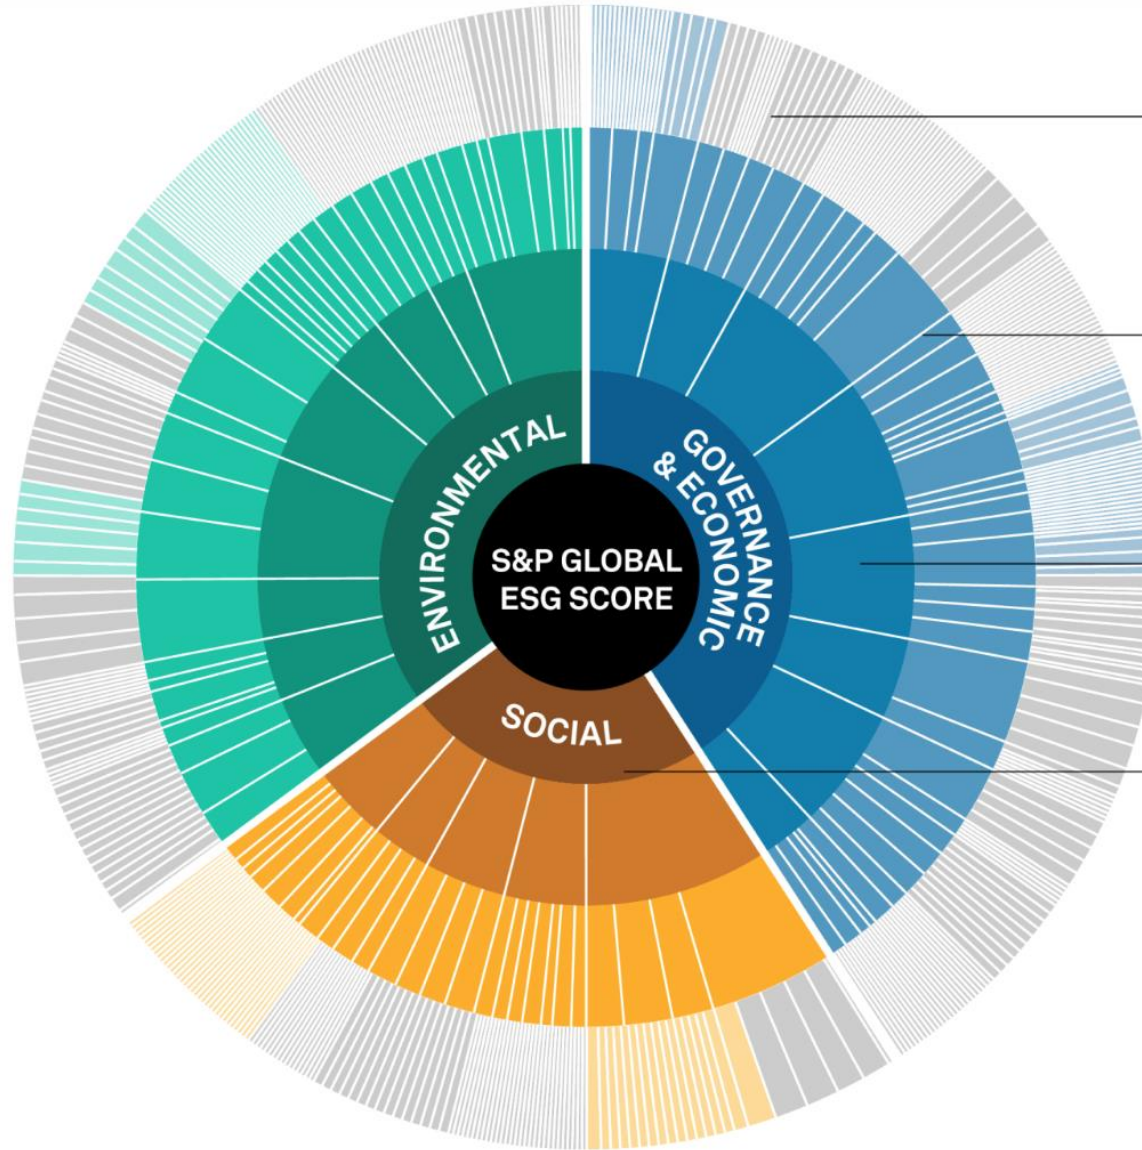 ENVIRONMENTAL
GOVERNANCE
& ECONOMIC
S&P GLOBAL
ESG SCORE
SOCIAL